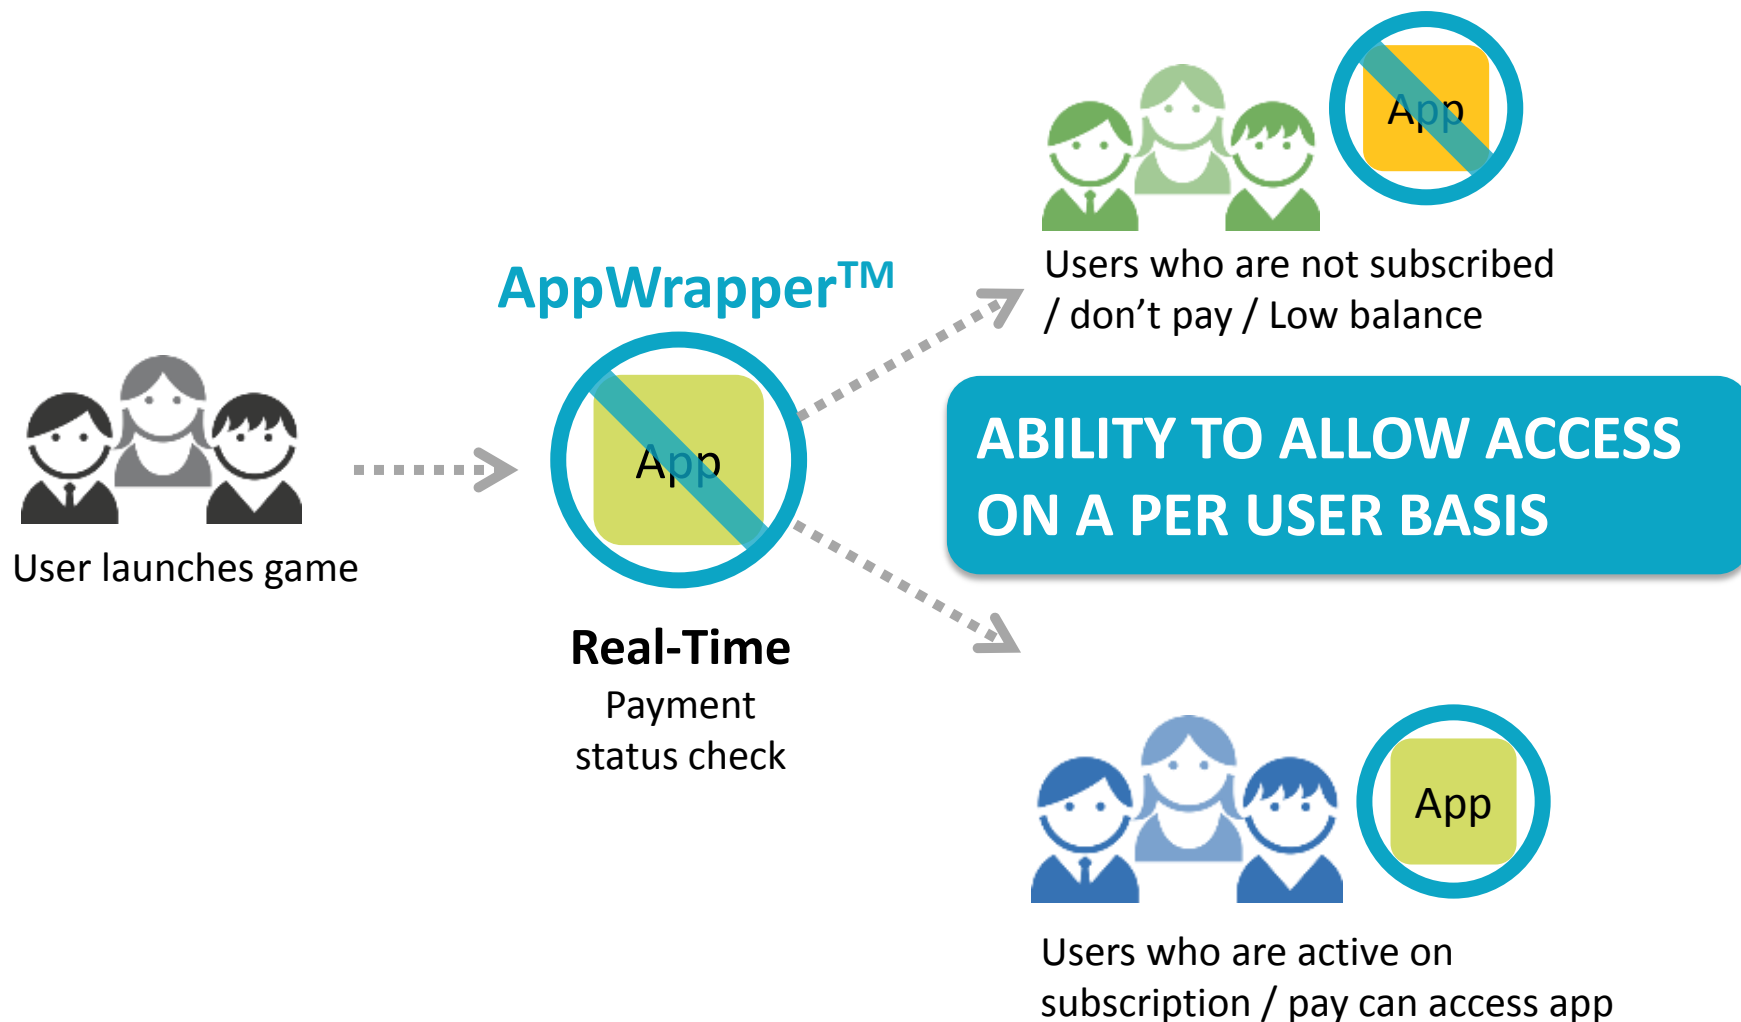 User launches game
AppWrapper™
App
Real-Time
Payment
status check
App
Users who are not subscribed
/ don’t pay / Low balance
ABILITY TO ALLOW ACCESS
ON A PER USER BASIS
App
Users who are active on
subscription / pay can access app